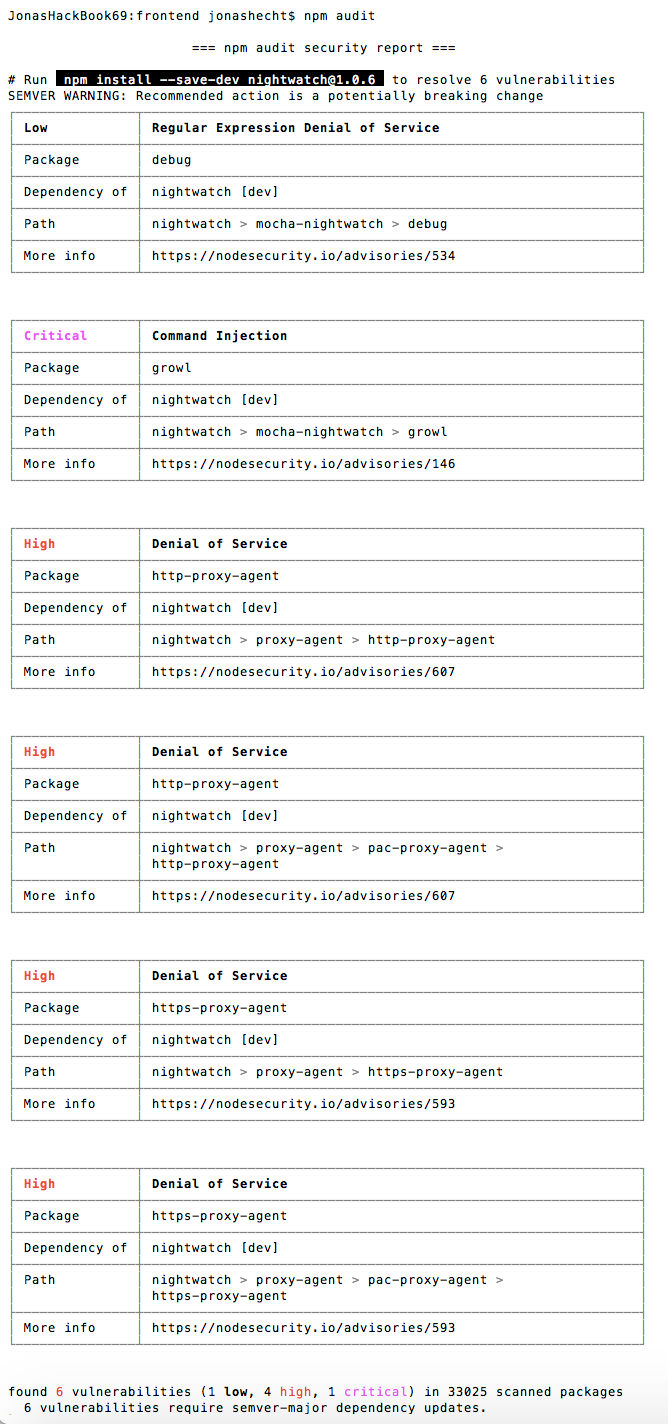 JonasHackBook69:frontend jonashecht$ npm audit
=== npm audit security report ===
# Run npm install --save-dev nightwatch@1.0.6 to resolve 6 vulnerabilities
SEMVER WARNING: Recommended action is a potentially breaking change
Low Regular Expression Denial of Service
Package debug
Dependency of nightwatch [dev]
Path nightwatch > mocha-nightwatch > debug
More info https://nodesecurity.io/advisories/534
Critical Command Injection
Package growl
Dependency of nightwatch [dev]
Path nightwatch > mocha-nightwatch > growl
More info https://nodesecurity.io/advisories/146
High Denial of Service
Package http-proxy-agent
Dependency of nightwatch [dev]
Path nightwatch > proxy-agent > http-proxy-agent
More info https://nodesecurity.io/advisories/607
High Denial of Service
Package http-proxy-agent
Dependency of nightwatch [dev]
Path nightwatch > proxy-agent > pac-proxy-agent >
http-proxy-agent
More info https://nodesecurity.io/advisories/607
High Denial of Service
Package https-proxy-agent
Dependency of nightwatch [dev]
Path nightwatch > proxy-agent > https-proxy-agent
More info https://nodesecurity.io/advisories/593
High Denial of Service
Package https-proxy-agent
Dependency of nightwatch [dev]
Path nightwatch > proxy-agent > pac-proxy-agent >
https-proxy-agent
More info https://nodesecurity.io/advisories/593
found 6 vulnerabilities (1 low, 4 high, 1 critical) in 33025 scanned packages
6 vulnerabilities require semver-major dependency updates.